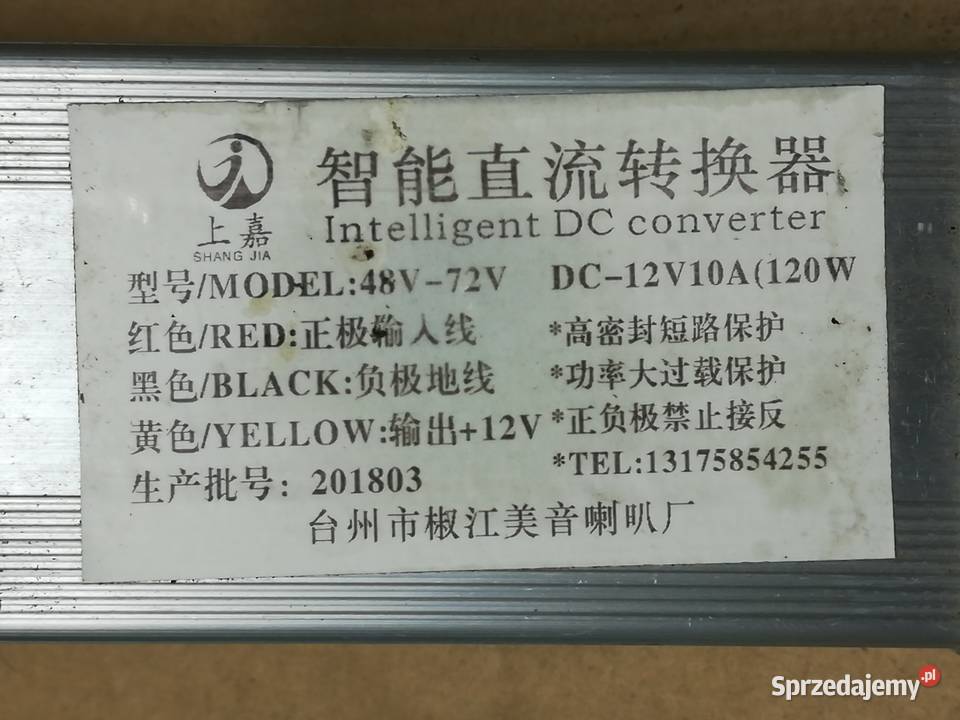 智能直流转换器
Intelligent DC converter
上嘉
SHANG JIA
型号/MODEL:48V-72V DC-12V10A(120W
红色/RED:正极输入线
*高密封短路保护
黑色/BLACK:负极地线
*功率大过载保护
黄色/YELLOW:输出+12V
*正负极禁止接反
*TEL:13175854255
生产批号: 201803
台州市椒江美音喇叭厂
Sprzedajemy.pl